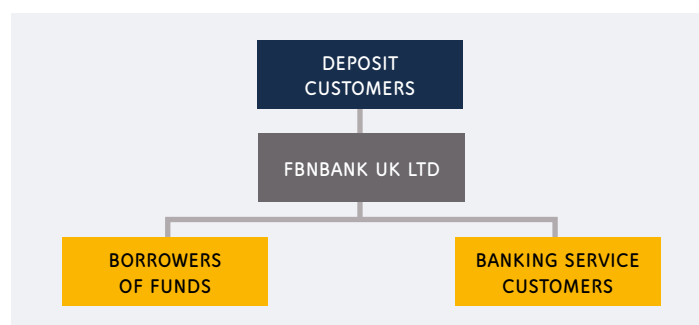 DEPOSIT
CUSTOMERS
FBNBANK UK LTD
BORROWERS
OF FUNDS
BANKING SERVICE
CUSTOMERS